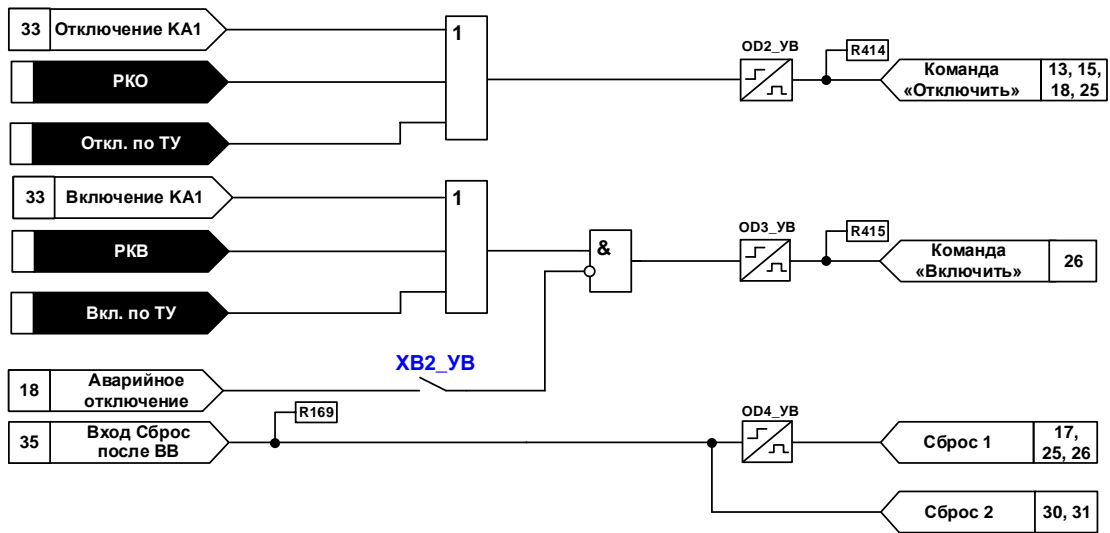 33 Отключение КА1
РКО
Откл. по ТУ
1
OD2_УВ
R414
Команда
«Отключить»
13, 15,
18, 25
33 Включение КА1
РКВ
Вкл. по ТУ
1
&
OD3_УВ
R415
Команда
«Включить»
26
ХВ2_УВ
18
Аварийное
отключение
35
Вход Сброс
после ВВ
R169
OD4_УВ
Сброс 1
17,
25, 26
Сброс 2
30, 31